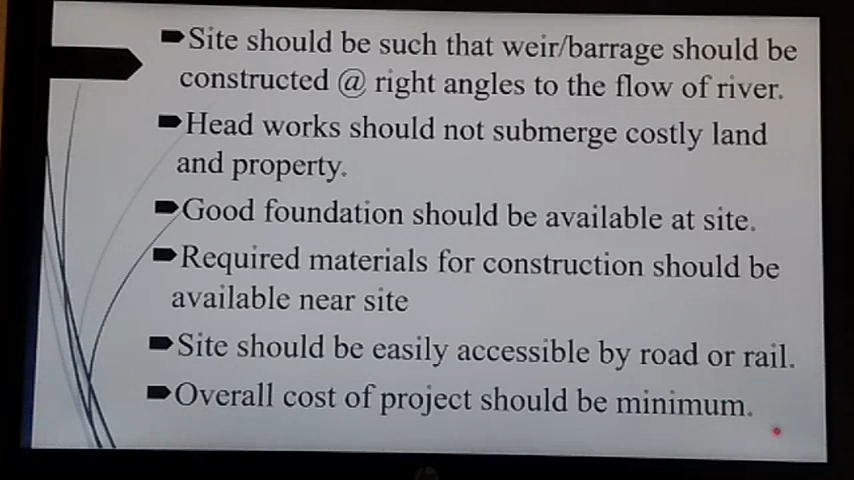 Site should be such that weir/barrage should be
constructed @ right angles to the flow of river.
Head works should not submerge costly land
and property.
Good foundation should be available at site.
Required materials for construction should be
available near site
Site should be easily accessible by road or rail.
Overall cost of project should be minimum.